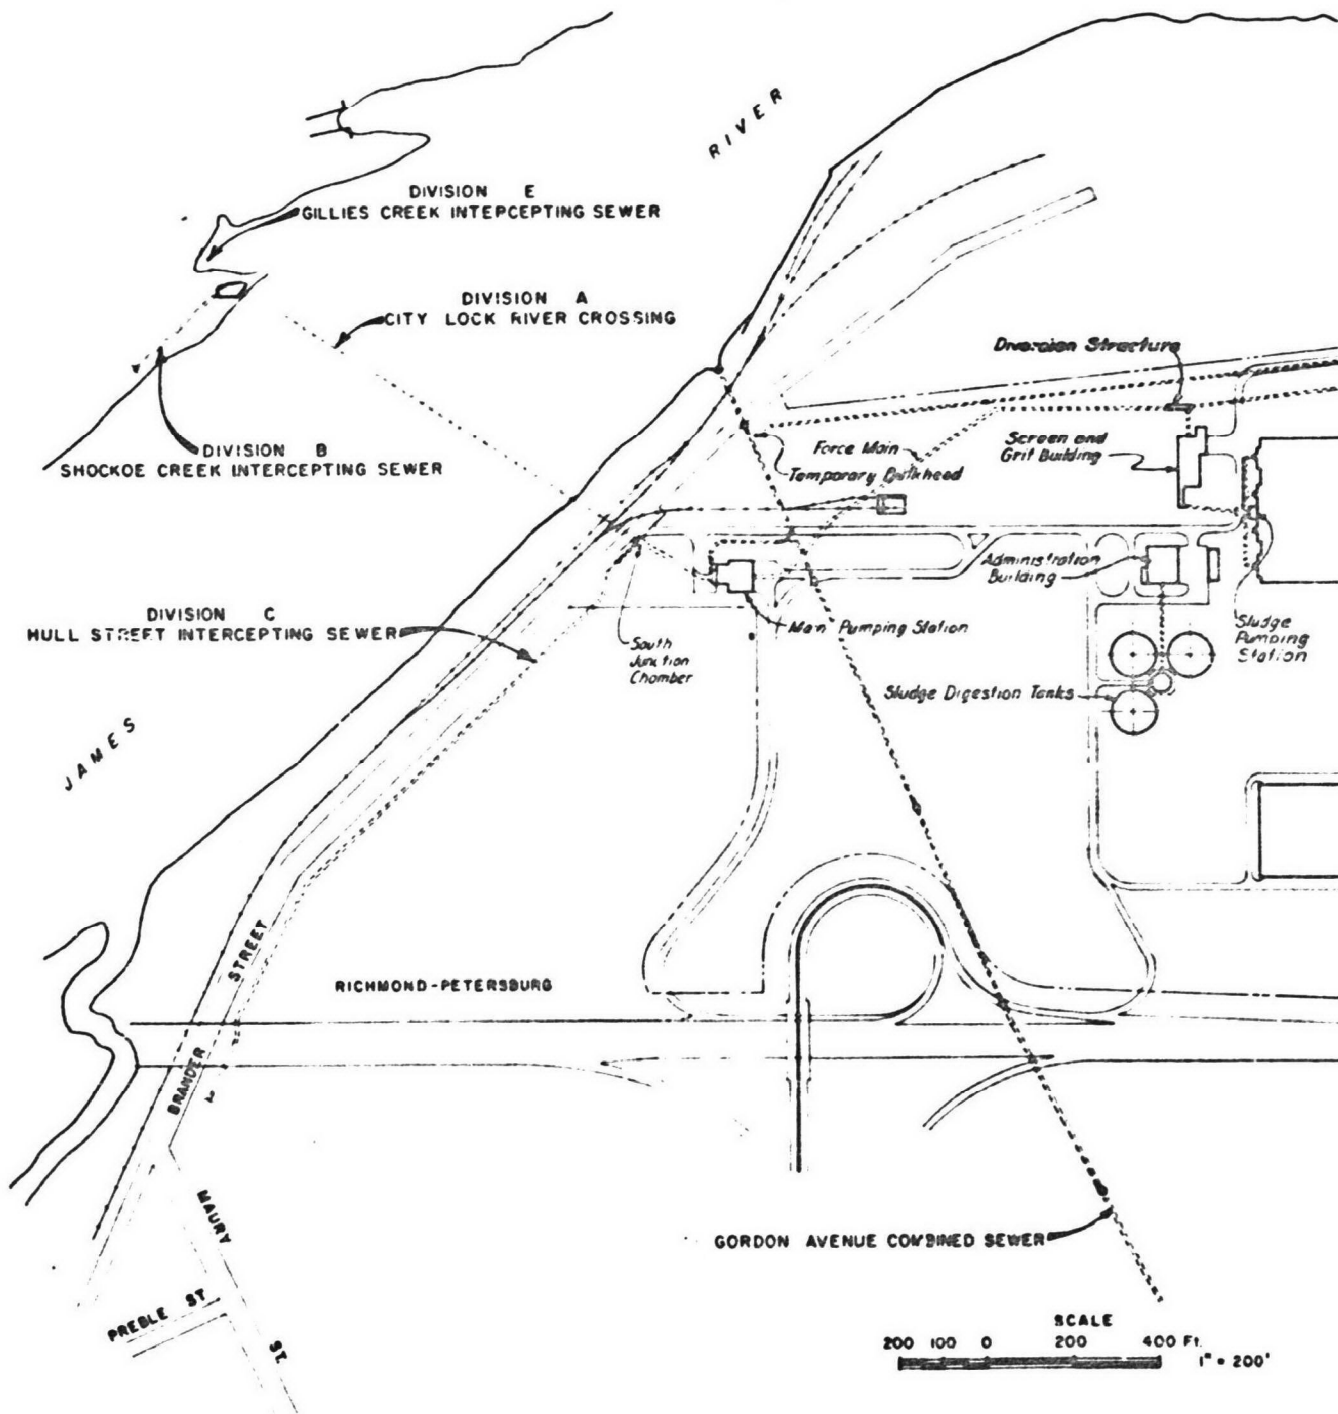 RIVER
DIVISION E
GILLIES CREEK INTEPCEPTING SEWER
DIVISION A
CITY LOCK RIVER CROSSING
Diversion Structure
DIVISION B
SHOCKOE CREEK INTERCEPTING SEWER
Force Main
Temporary Bulkhead
Screen and
Grit Building
Administration
Building
DIVISION C
HULL STREET INTERCEPTING SEWER
Main Pumping Station
South
Junction
Chamber
Sludge
Pumping
Station
Sludge Digestion Tanks
JAMES
BRANDER STREET
RICHMOND-PETERSBURG
MAURY ST.
GORDON AVENUE COMBINED SEWER
PREBLE ST.
SCALE
200 100 0 200 400 Ft.
1" = 200'